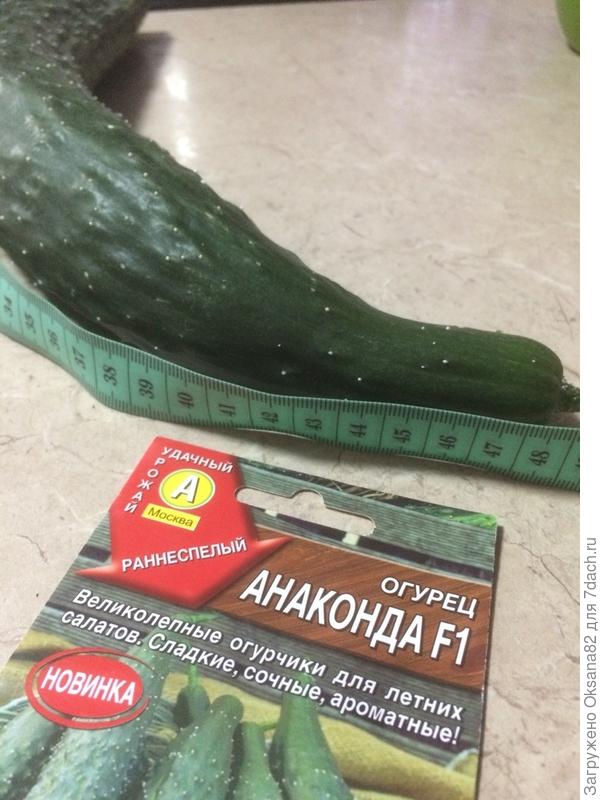 34 35 36 37 38 39 40 41 42 43 44 45 46 47 48
УДАЧНЫЙ
УРОЖАЙ
А
Москва
РАННЕСПЕЛЫЙ
ОГУРЕЦ
АНАКОНДА F1
Великолепные огурчики для летних
салатов. Сладкие, сочные, ароматные!
НОВИНКА
Загружено Oksana82 для 7dach.ru